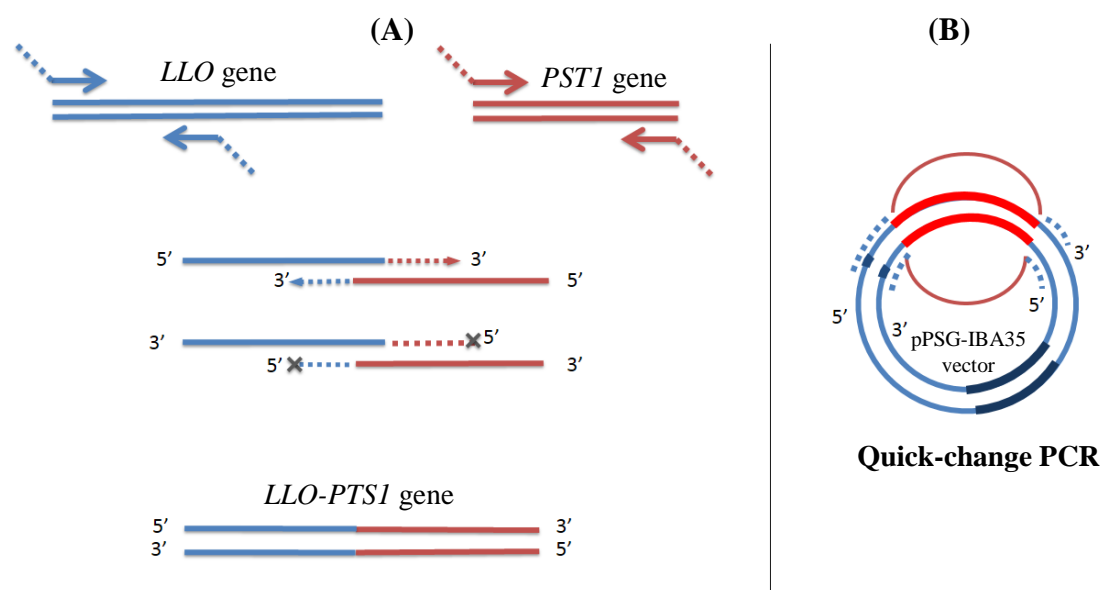 (A)
(B)
LLO gene
PST1 gene
5’ 3’
3’ 5’
3’ 5’
5’ 3’
LLO-PTS1 gene
5’ 3’
3’ 5’
3’
5’
5’
3’
pPSG-IBA35
vector
Quick-change PCR